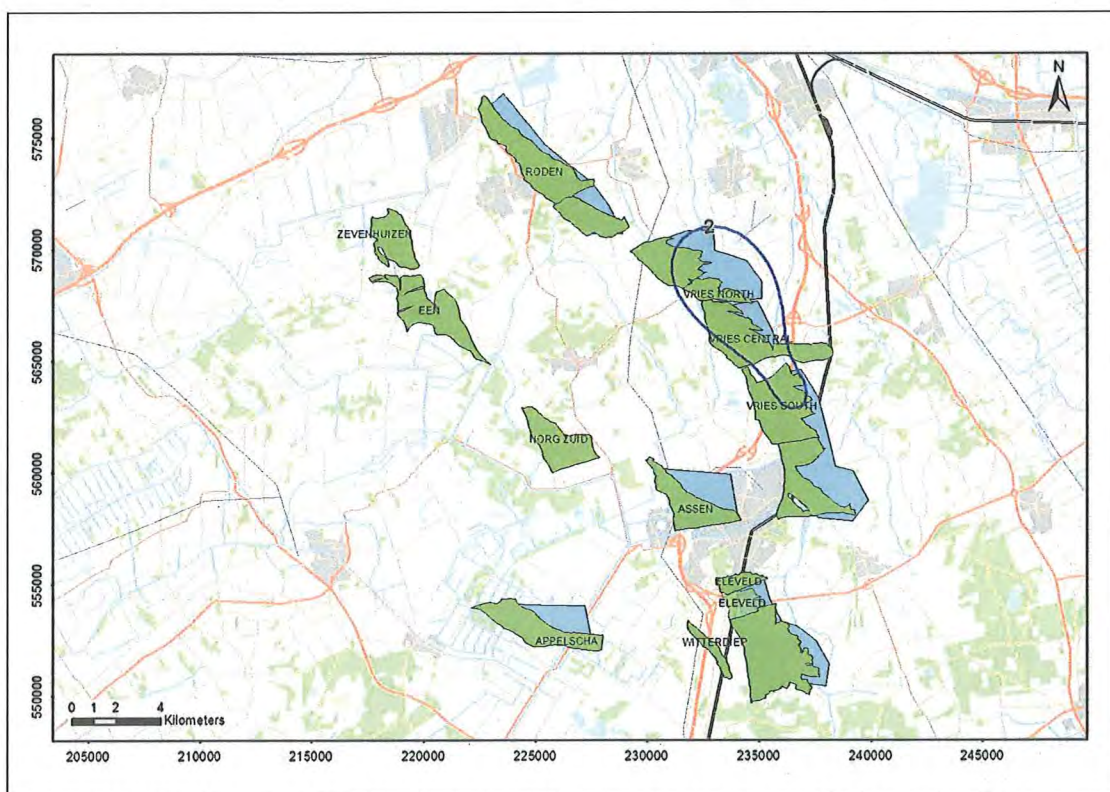 N
575000
570000
565000
560000
555000
550000
RODEN
ZEVENHUIZEN
EEN
2
VRIES NORTH
VRIES CENTRAL
VRIES SOUTH
NORG ZUID
ASSEN
ELEVELD
ELEVELD
WITTERDIEP
APPELSCHA
0 1 2 4
Kilometers
205000 210000 215000 220000 225000 230000 235000 240000 245000